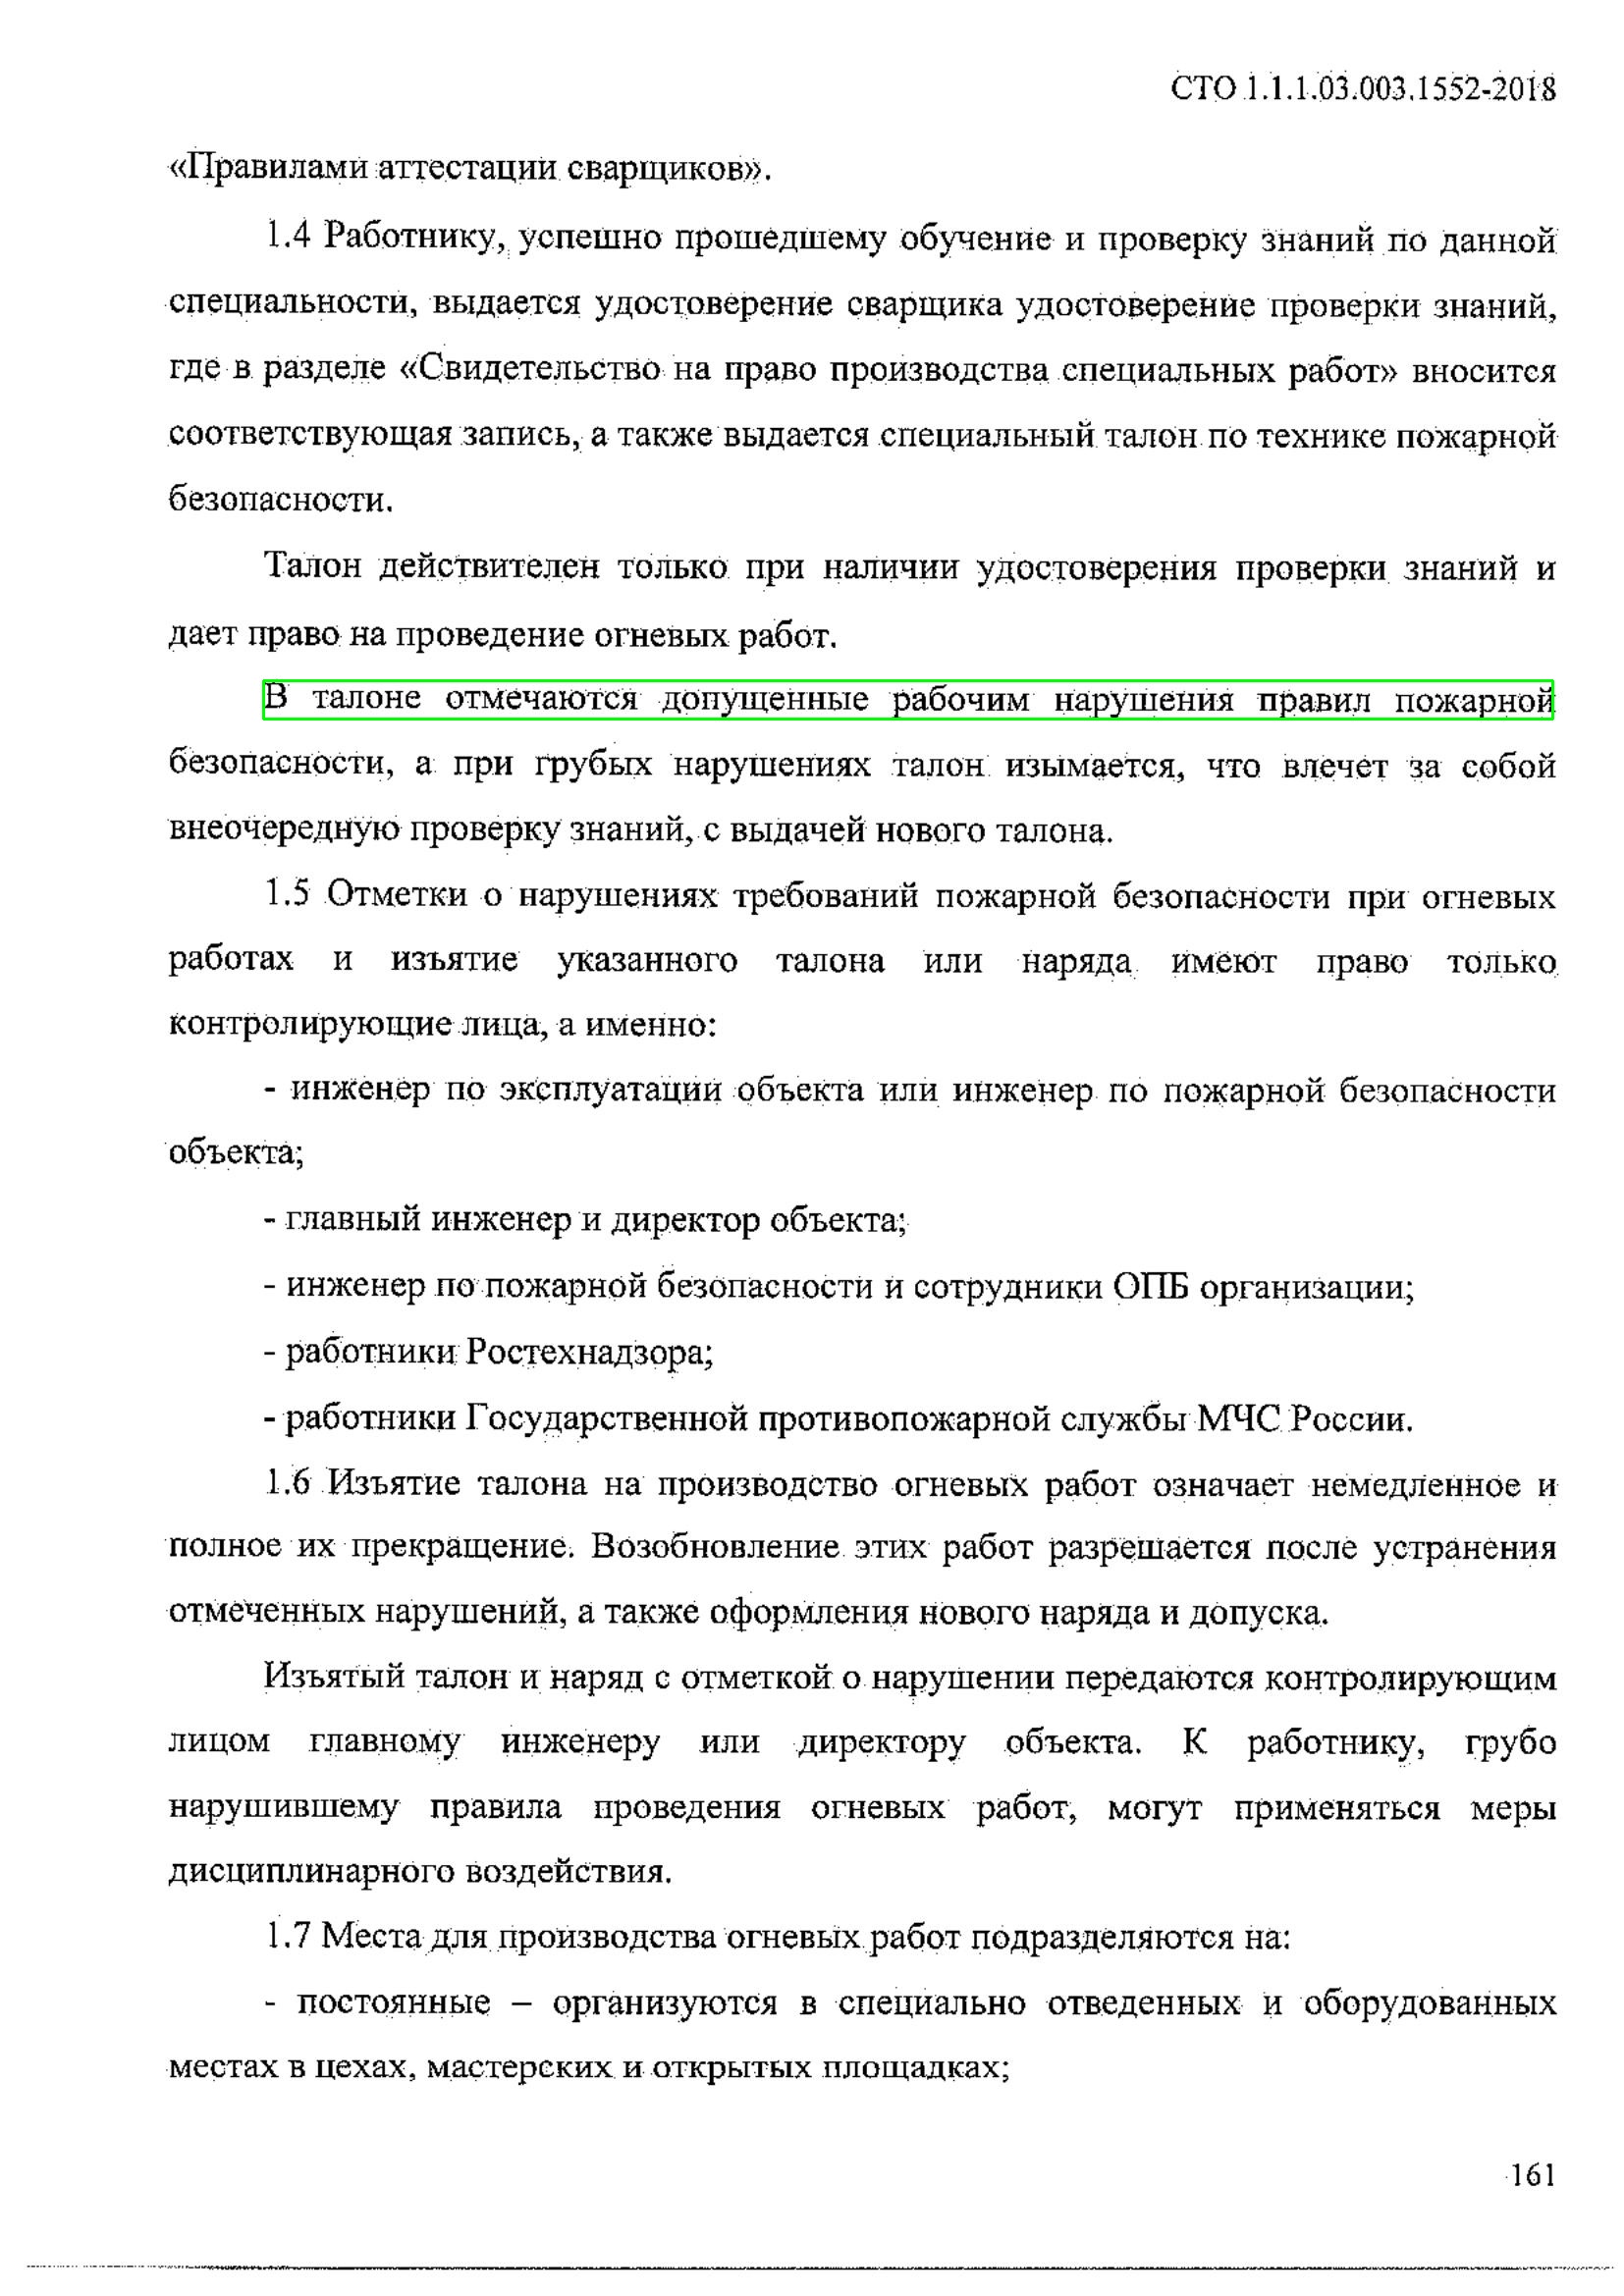 СТО 1.1.1.03.003.1552-2018
«Правилами аттестации сварщиков».
1.4 Работнику, успешно прошедшему обучение и проверку знаний по данной
специальности, выдается удостоверение сварщика удостоверение проверки знаний,
где в разделе «Свидетельство на право производства специальных работ» вносится
соответствующая запись, а также выдается специальный талон по технике пожарной
безопасности.
Талон действителен только при наличии удостоверения проверки знаний и
дает право на проведение огневых работ.
В талоне отмечаются допущенные рабочим нарушения правил пожарной
безопасности, а при грубых нарушениях талон изымается, что влечет за собой
внеочередную проверку знаний, с выдачей нового талона.
1.5 Отметки о нарушениях требований пожарной безопасности при огневых
работах и изъятие указанного талона или наряда имеют право только
контролирующие лица, а именно:
- инженер по эксплуатации объекта или инженер по пожарной безопасности
объекта;
- главный инженер и директор объекта;
- инженер по пожарной безопасности и сотрудники ОПБ организации;
- работники Ростехнадзора;
- работники Государственной противопожарной службы МЧС России.
1.6 Изъятие талона на производство огневых работ означает немедленное и
полное их прекращение. Возобновление этих работ разрешается после устранения
отмеченных нарушений, а также оформления нового наряда и допуска.
Изъятый талон и наряд с отметкой о нарушении передаются контролирующим
лицом главному инженеру или директору объекта. К работнику, грубо
нарушившему правила проведения огневых работ, могут применяться меры
дисциплинарного воздействия.
1.7 Места для производства огневых работ подразделяются на:
- постоянные – организуются в специально отведенных и оборудованных
местах в цехах, мастерских и открытых площадках;
161